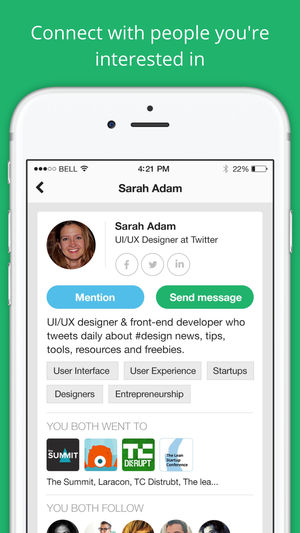 Connect with people you're
interested in
BELL 4:21 PM 22%
Sarah Adam
Sarah Adam
UI/UX Designer at Twitter
Mention Send message
UI/UX designer & front-end developer who
tweets daily about #design news, tips,
tools, resources and freebies.
User Interface User Experience Startups
Designers Entrepreneurship
YOU BOTH WENT TO
THE SUMMIT TC DISRUPT The Lean Startup Conference
The Summit, Laracon, TC Distrubt, The lea...
YOU BOTH FOLLOW